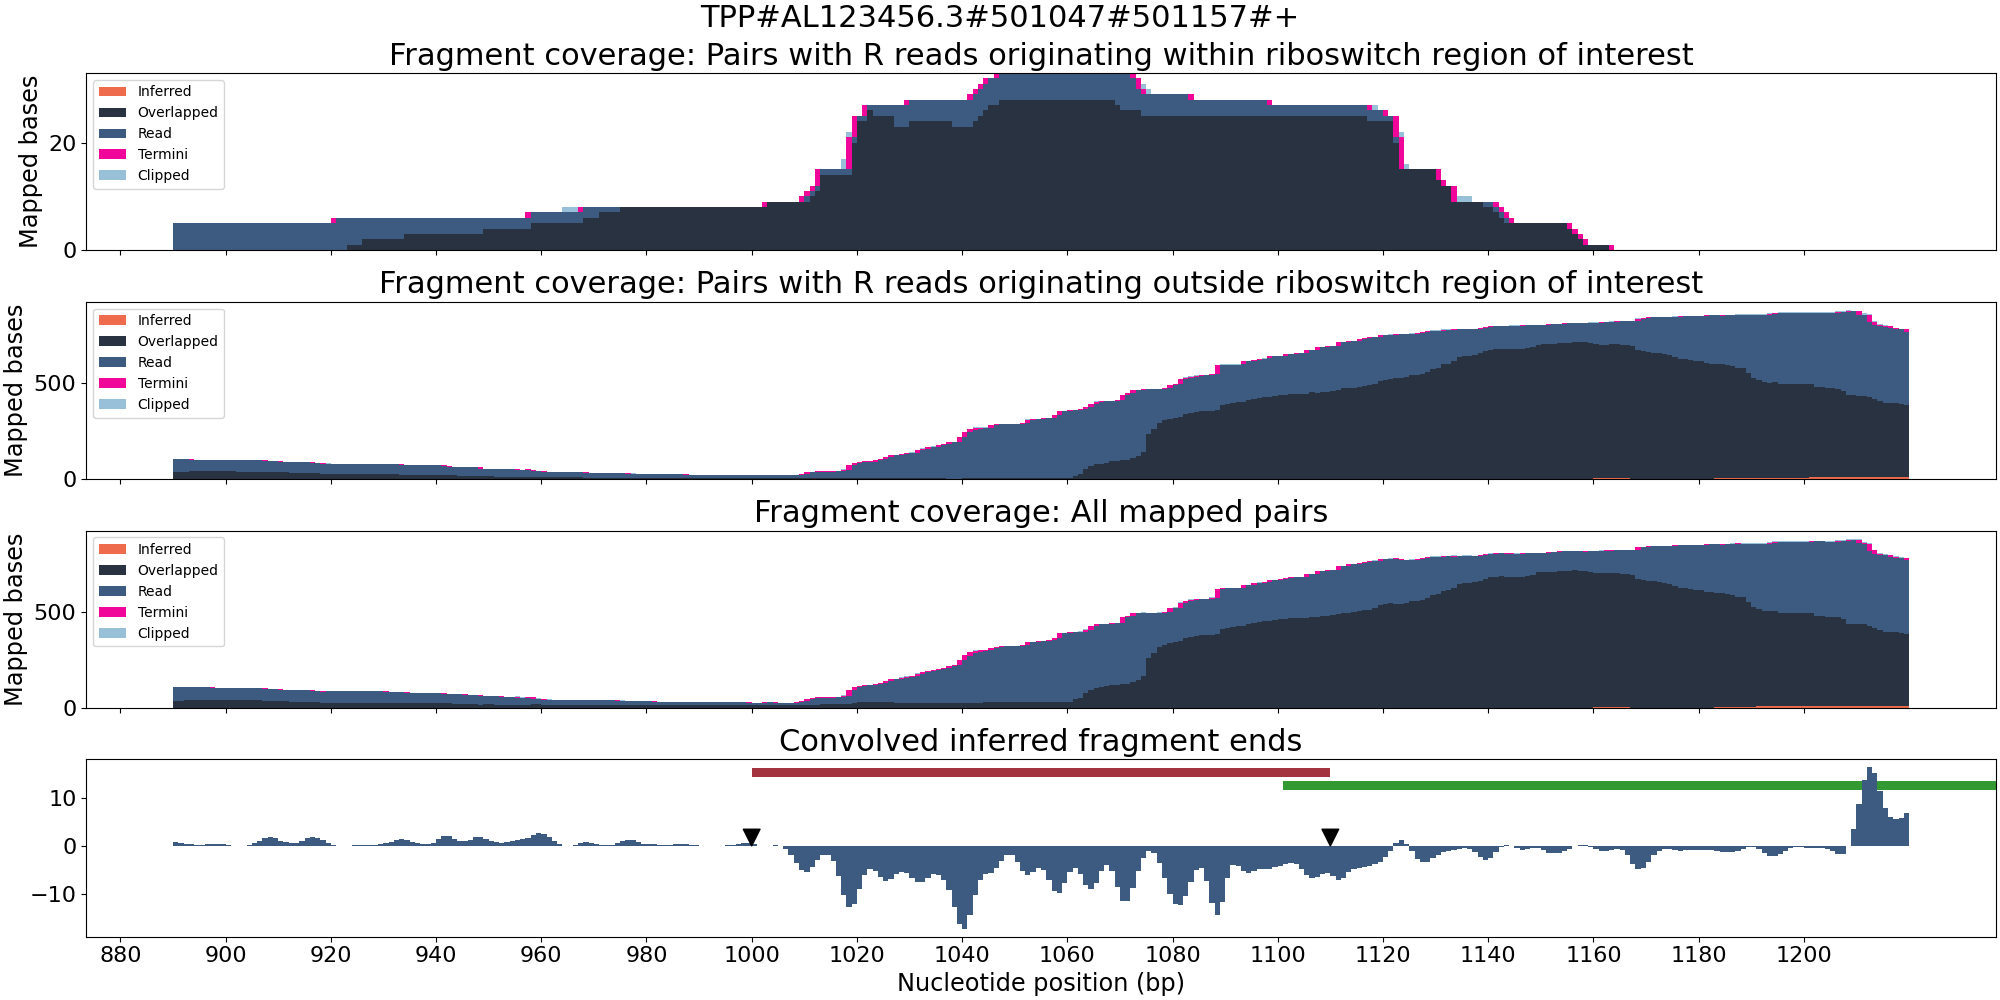 TPP#AL123456.3#501047#501157#+
Fragment coverage: Pairs with R reads originating within riboswitch region of interest
Mapped bases
20
0
Inferred
Overlapped
Read
Termini
Clipped
Fragment coverage: Pairs with R reads originating outside riboswitch region of interest
Mapped bases
500
0
Inferred
Overlapped
Read
Termini
Clipped
Fragment coverage: All mapped pairs
Mapped bases
500
0
Inferred
Overlapped
Read
Termini
Clipped
Convolved inferred fragment ends
10
0
−10
880 900 920 940 960 980 1000 1020 1040 1060 1080 1100 1120 1140 1160 1180 1200
Nucleotide position (bp)